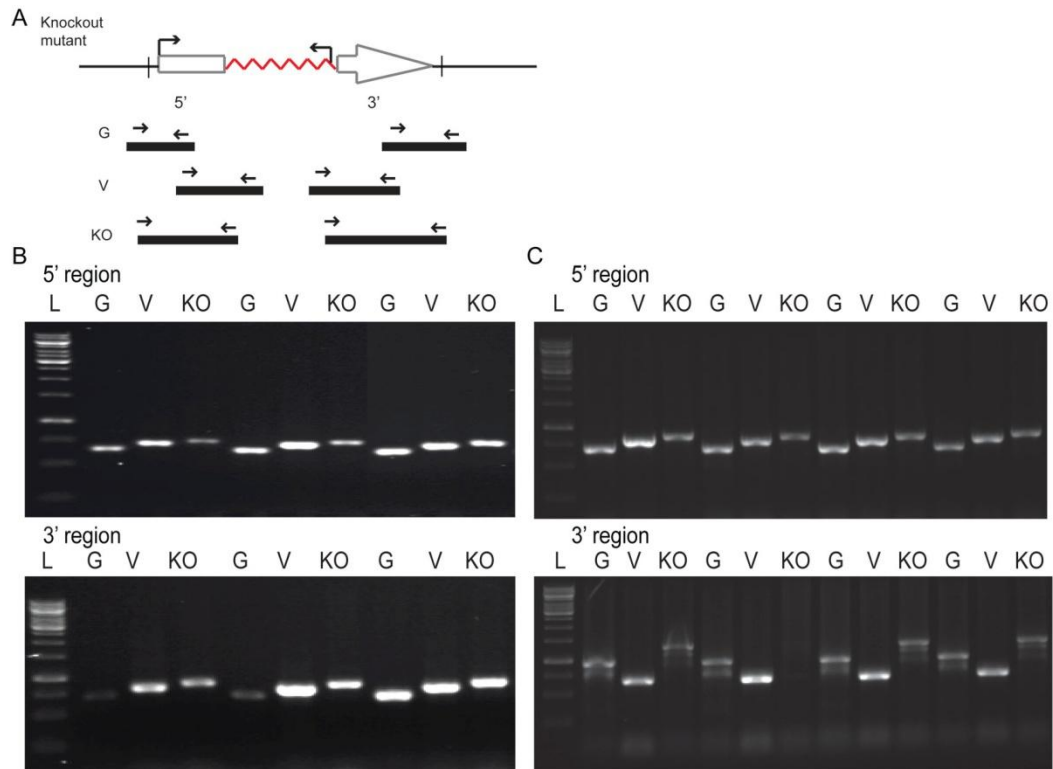 A
Knockout
mutant
5' 3'
G
V
KO
B
5' region
L G V KO G V KO G V KO
3' region
L G V KO G V KO G V KO
C
5' region
L G V KO G V KO G V KO G V KO
3' region
L G V KO G V KO G V KO G V KO